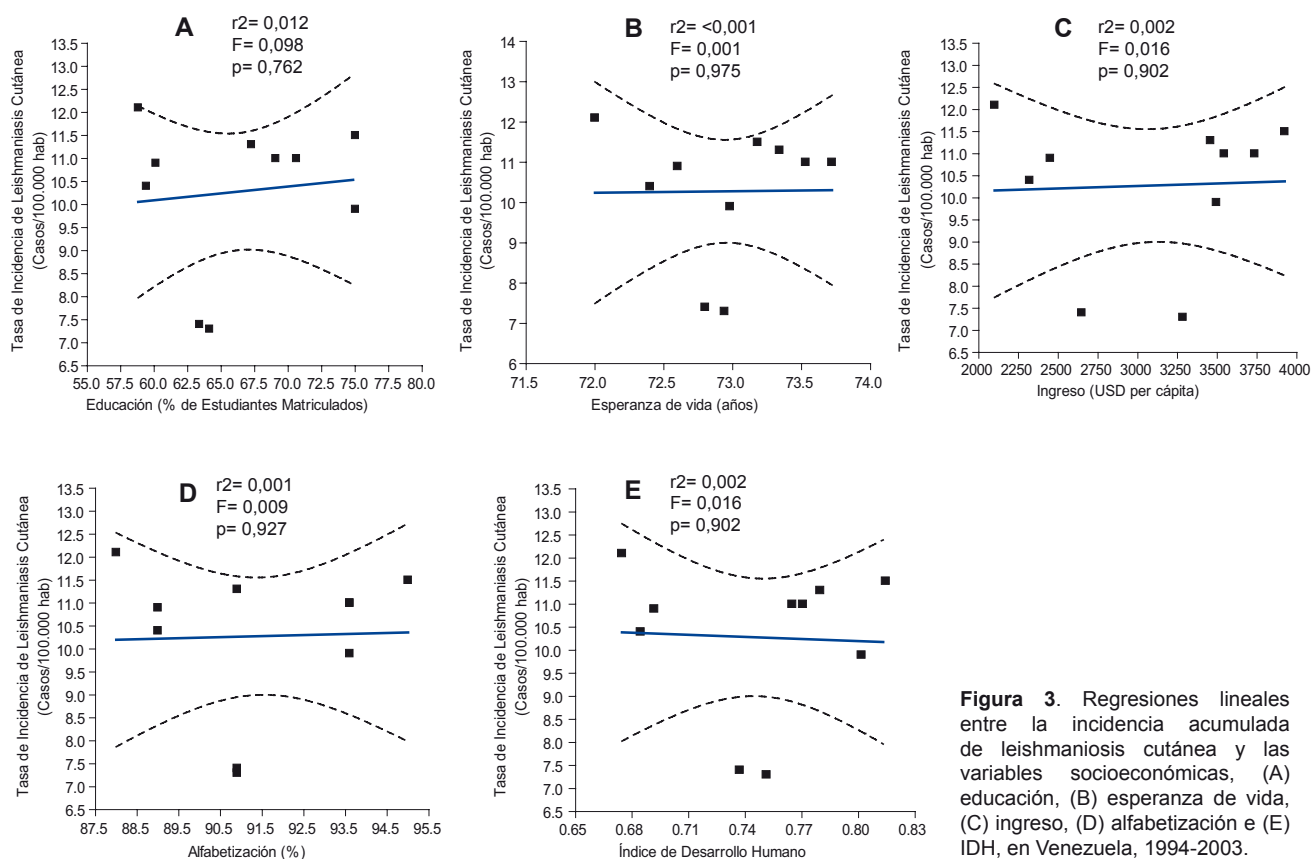 A
r2= 0,012
F= 0,098
p= 0,762
Tasa de Incidencia de Leishmaniasis Cutánea
(Casos/100.000 hab)
13.5
13.0
12.5
12.0
11.5
11.0
10.5
10.0
9.5
9.0
8.5
8.0
7.5
7.0
6.5
55.0 57.5 60.0 62.5 65.0 67.5 70.0 72.5 75.0 77.5 80.0
Educación (% de Estudiantes Matriculados)
B
r2= <0,001
F= 0,001
p= 0,975
Tasa de Incidencia de Leishmaniasis Cutánea
(Casos/100.000 hab)
14
13
12
11
10
9
8
7
6
71.5 72.0 72.5 73.0 73.5 74.0
Esperanza de vida (años)
C
r2= 0,002
F= 0,016
p= 0,902
Tasa de Incidencia de Leishmaniasis Cutánea
(Casos/100.000 hab)
13.5
13.0
12.5
12.0
11.5
11.0
10.5
10.0
9.5
9.0
8.5
8.0
7.5
7.0
6.5
2000 2250 2500 2750 3000 3250 3500 3750 4000
Ingreso (USD per cápita)
D
r2= 0,001
F= 0,009
p= 0,927
Tasa de Incidencia de Leishmaniasis Cutánea
(Casos/100.000 hab)
13.5
13.0
12.5
12.0
11.5
11.0
10.5
10.0
9.5
9.0
8.5
8.0
7.5
7.0
6.5
87.5 88.5 89.5 90.5 91.5 92.5 93.5 94.5 95.5
Alfabetización (%)
E
r2= 0,002
F= 0,016
p= 0,902
Tasa de Incidencia de Leishmaniasis Cutánea
(Casos/100.000 hab)
13.5
13.0
12.5
12.0
11.5
11.0
10.5
10.0
9.5
9.0
8.5
8.0
7.5
7.0
6.5
0.65 0.68 0.71 0.74 0.77 0.80 0.83
Índice de Desarrollo Humano
Figura 3. Regresiones lineales
entre la incidencia acumulada
de leishmaniosis cutánea y las
variables socioeconómicas, (A)
educación, (B) esperanza de vida,
(C) ingreso, (D) alfabetización e (E)
IDH, en Venezuela, 1994-2003.